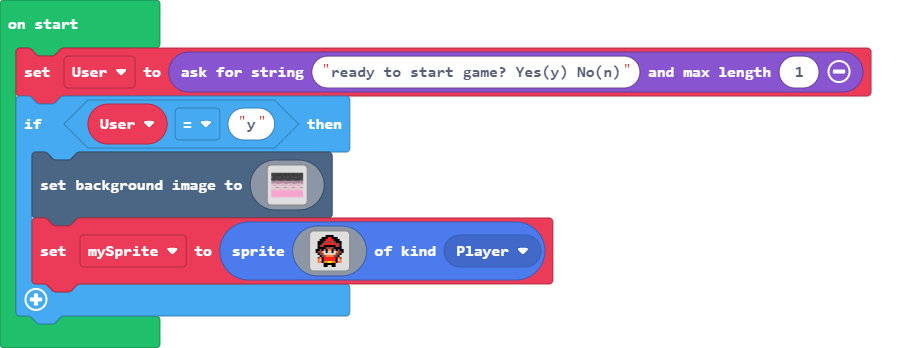 on start
set User to ask for string "ready to start game? Yes(y) No(n)" and max length 1
if User = "y" then
set background image to
set mySprite to sprite of kind Player